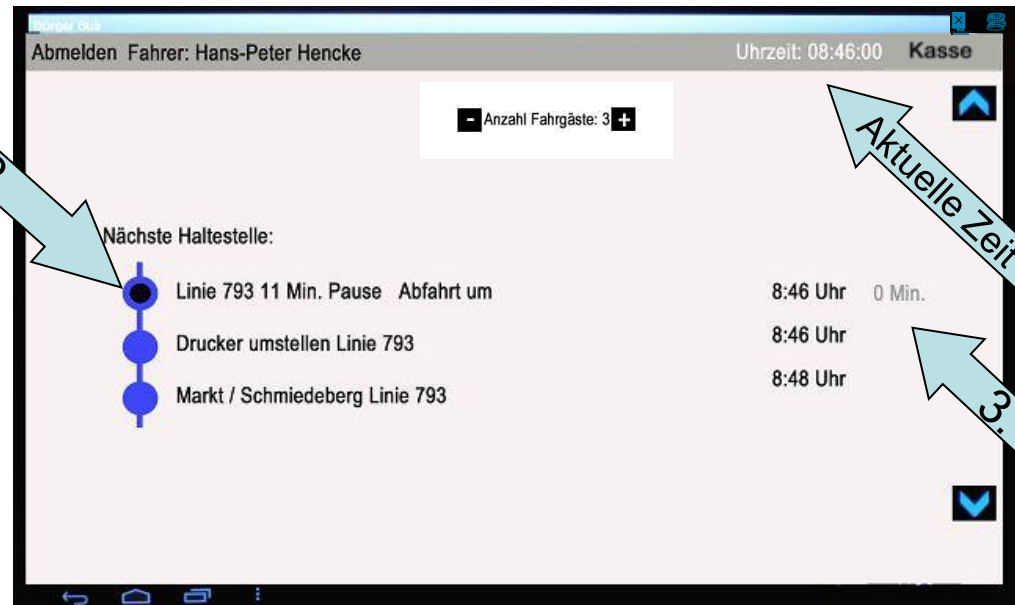 Bürger Bus
Abmelden Fahrer: Hans-Peter Hencke Uhrzeit: 08:46:00 Kasse
- Anzahl Fahrgäste: 3 +
Aktuelle Zeit
Nächste Haltestelle:
Linie 793 11 Min. Pause Abfahrt um 8:46 Uhr 0 Min.
Drucker umstellen Linie 793 8:46 Uhr
Markt / Schmiedeberg Linie 793 8:48 Uhr
3.